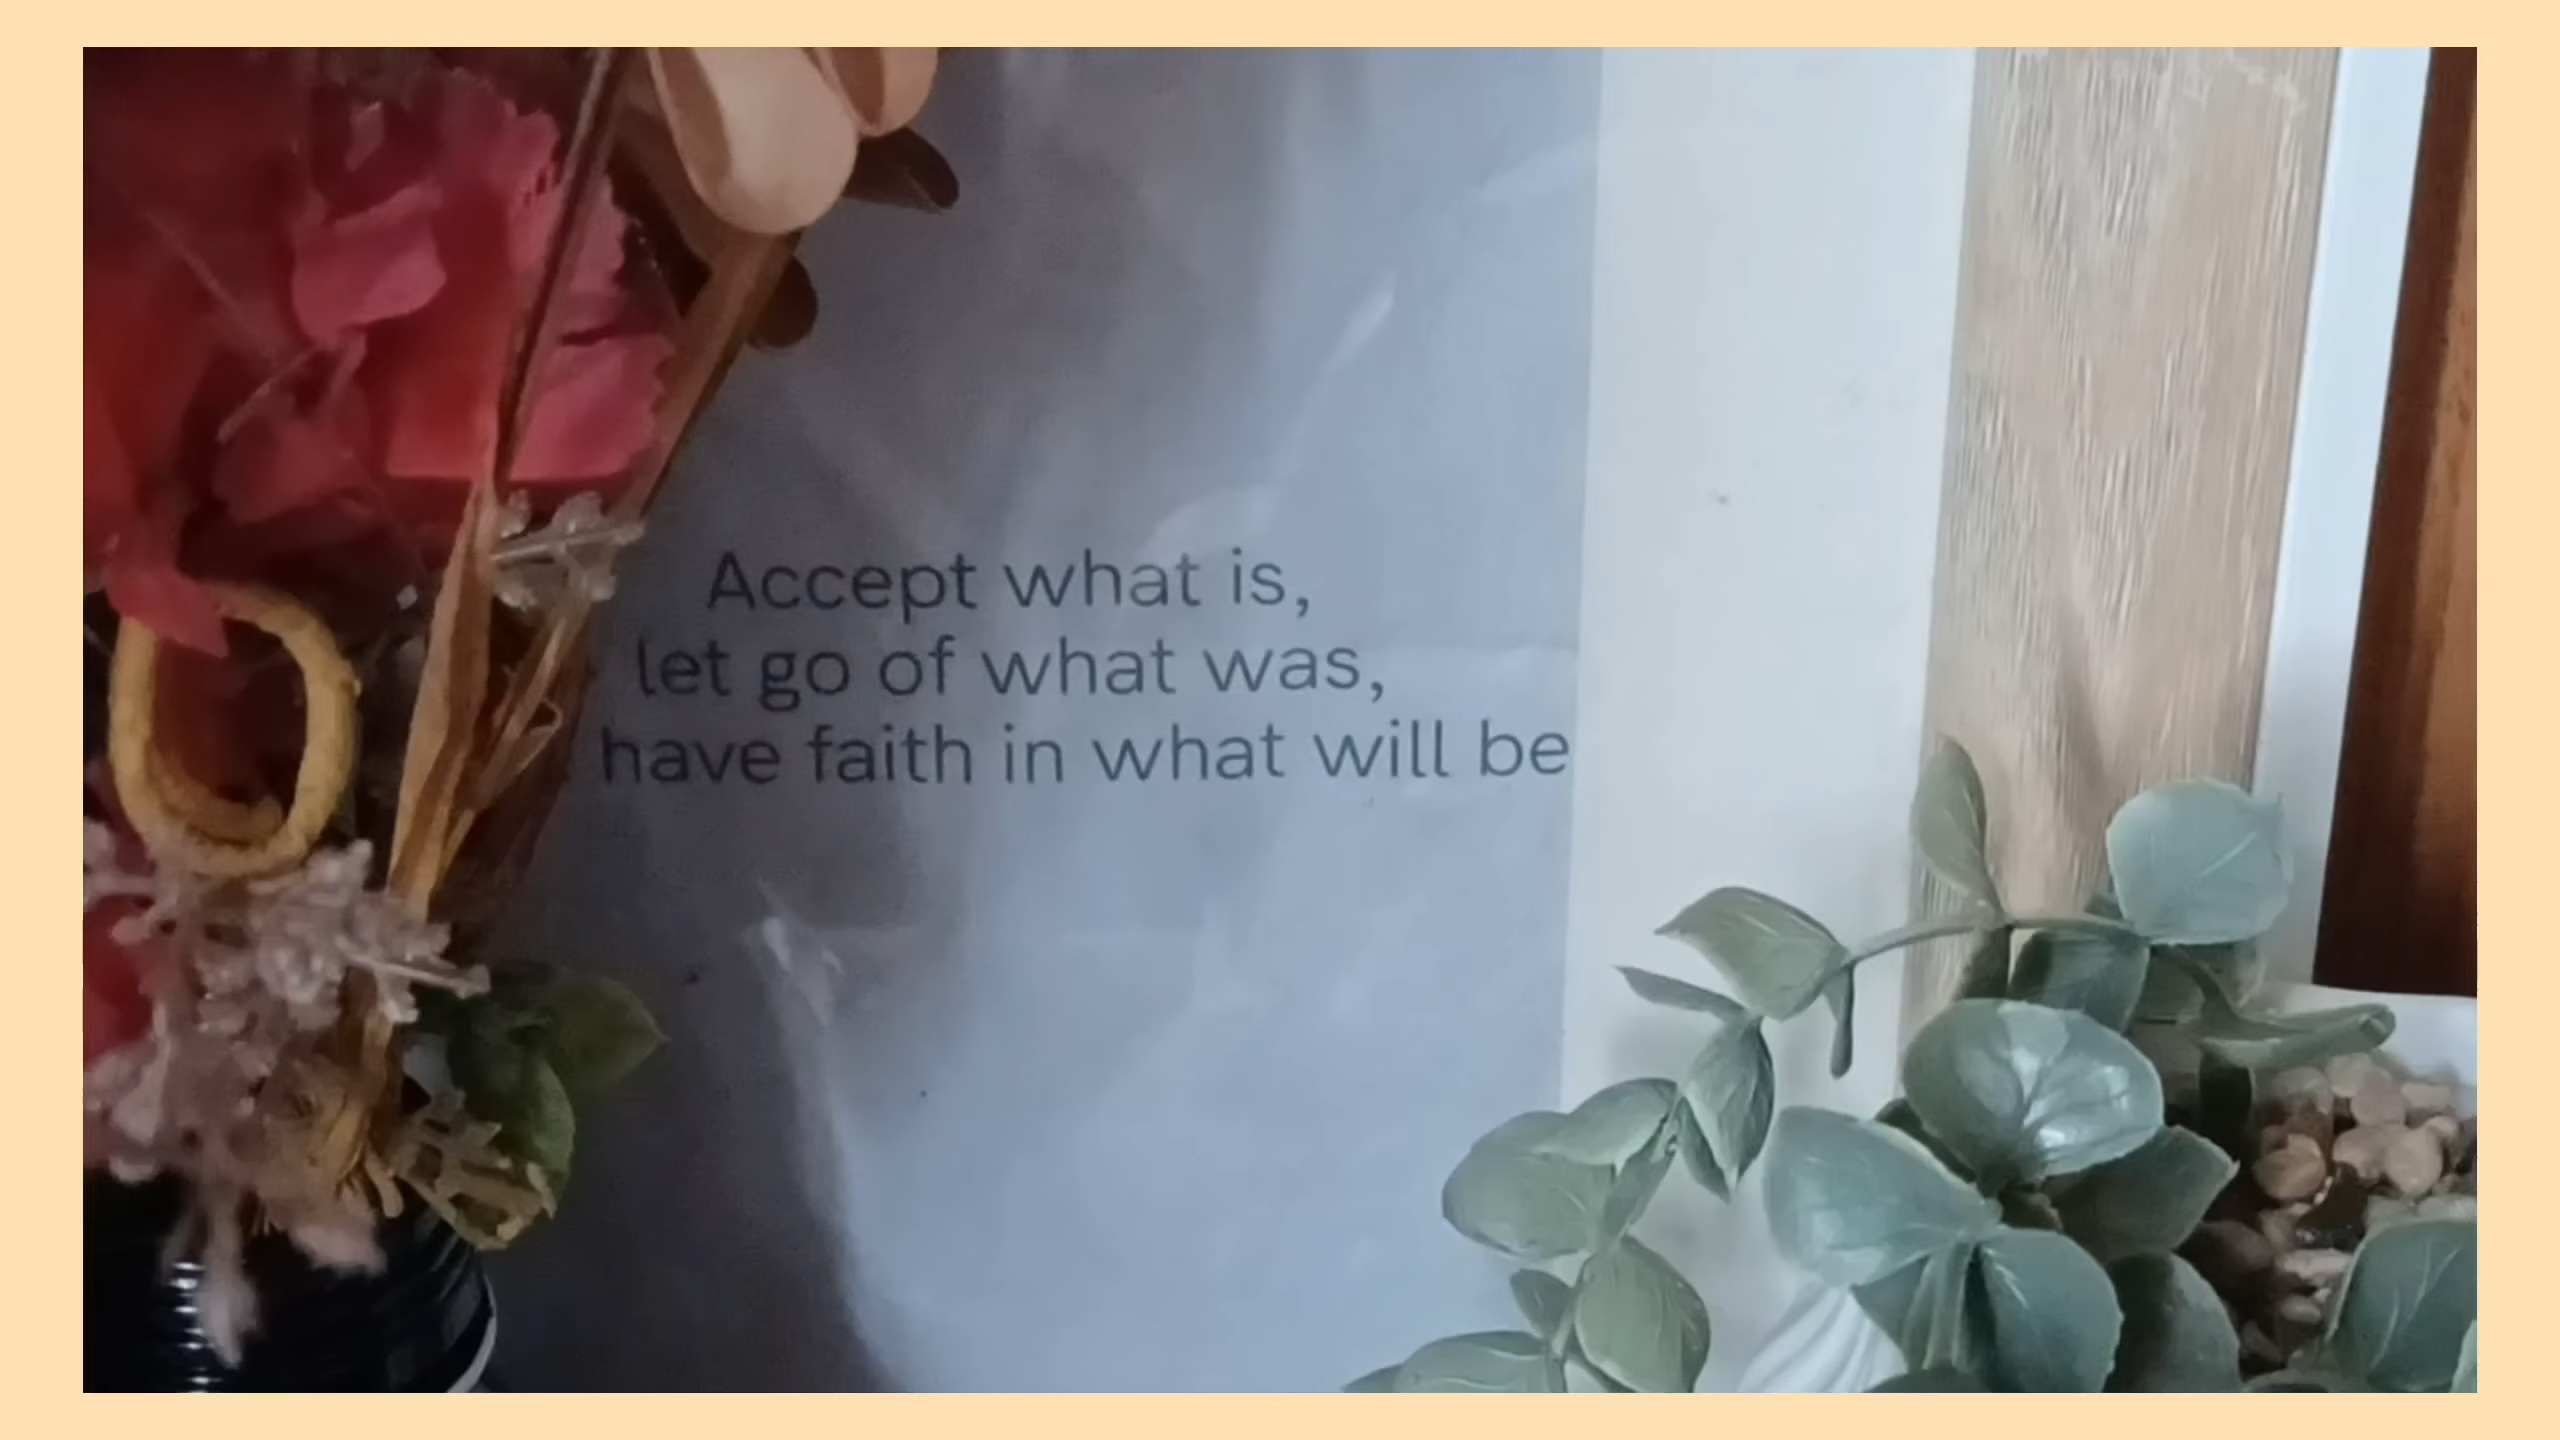 Accept what is,
let go of what was,
have faith in what will be